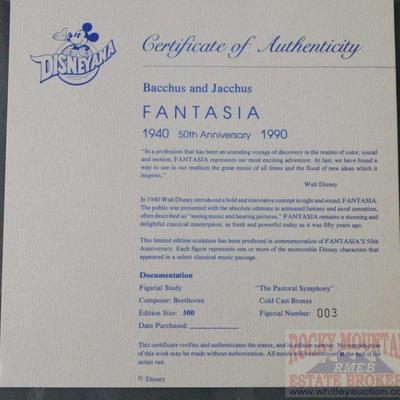 DISNEYANA
Certificate of Authenticity
Bacchus and Jacchus
FANTASIA
1940 50th Anniversary 1990
"In a profession that has been an sounding voyage of discovery in the realms of color, sound
and motion, FANTASIA represents our most exciting adventure. At last, we have found
a way to use in our medium the great music of all times and the flood of new ideas which it
inspires."
Walt Disney
In 1940 Walt Disney introduced a bold and innovative concept in sight and sound, FANTASIA.
The public was presented with the absolute ultimate in animated fantasy and aural sensation,
often described as "seeing music and hearing pictures." FANTASIA remains a stunning and
delightful classical masterpiece, so fresh and powerful today as it was fifty years ago.
This limited edition sculpture has been produced in commemoration of FANTASIA'S 50th
Anniversary. Each figure represents one or more of the memorable Disney characters that
appeared in a select classical music passage.
Documentation
Figurial Study "The Pastoral Symphony"
Composer: Beethoven Cold Cast Bronze
Edition Size: 500 Figurial Number: 003
Date Purchased:
This certificate verifies and authenticates the status, and its edition number. No reproduction
of this work may be made without authorization. All molds will be destroyed at the end of the
series run.
© Disney
ROCKY MOUNTAIN
RMEB
ESTATE BROKERS
www.whitleyauction.com